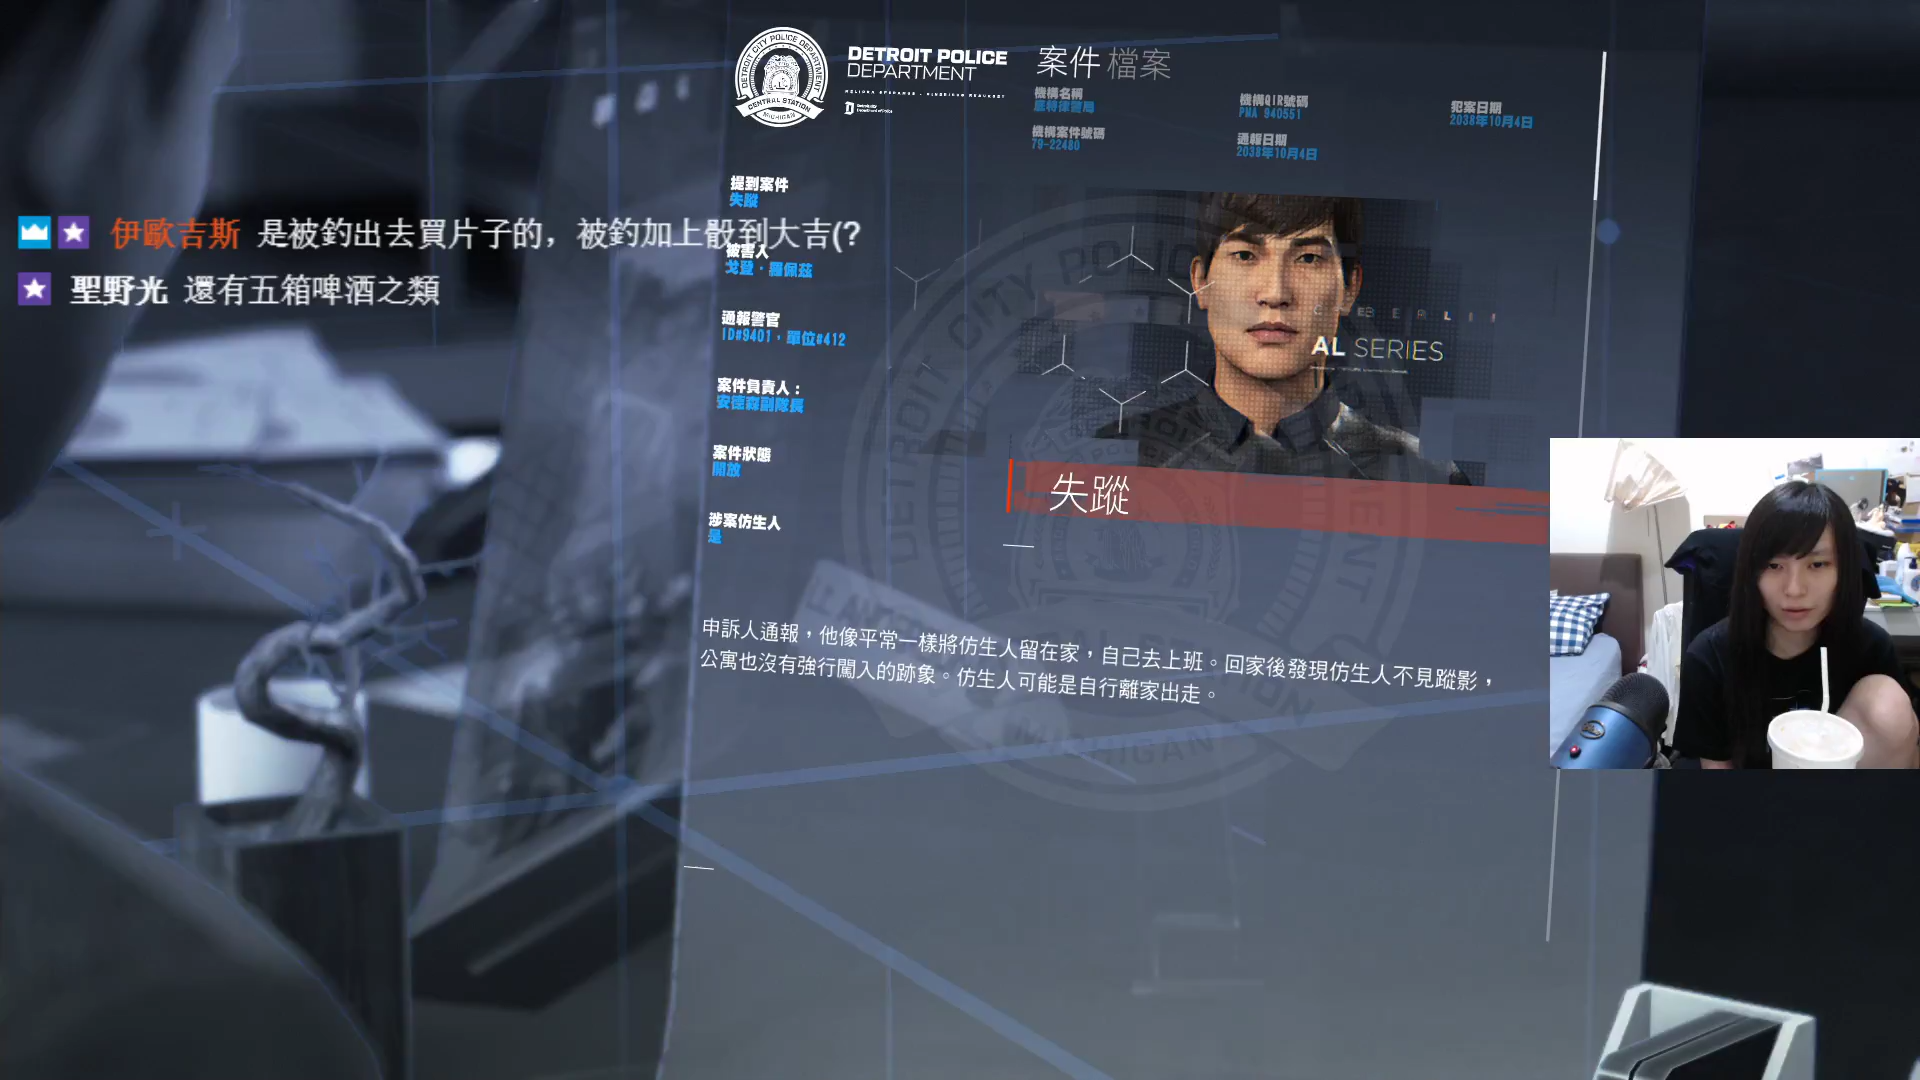 DETROIT CITY POLICE DEPARTMENT
CENTRAL STATION
MICHIGAN
DETROIT POLICE
DEPARTMENT
案件 檔案
機構名稱
底特律警局
機構QIR號碼
PMA 940551
犯案日期
2038年10月4日
機構案件號碼
79-22480
通報日期
2038年10月4日
提到案件
失蹤
伊歐吉斯 是被釣出去買片子的，被釣加上骰到大吉(?
聖野光 還有五箱啤酒之類
被害人
戈登·羅佩茲
通報警官
ID#9401，單位#412
案件負責人：
安德森副隊長
案件狀態
開放
涉案仿生人
是
AL SERIES
失蹤
申訴人通報，他像平常一樣將仿生人留在家，自己去上班。回家後發現仿生人不見蹤影，
公寓也沒有強行闖入的跡象。仿生人可能是自行離家出走。